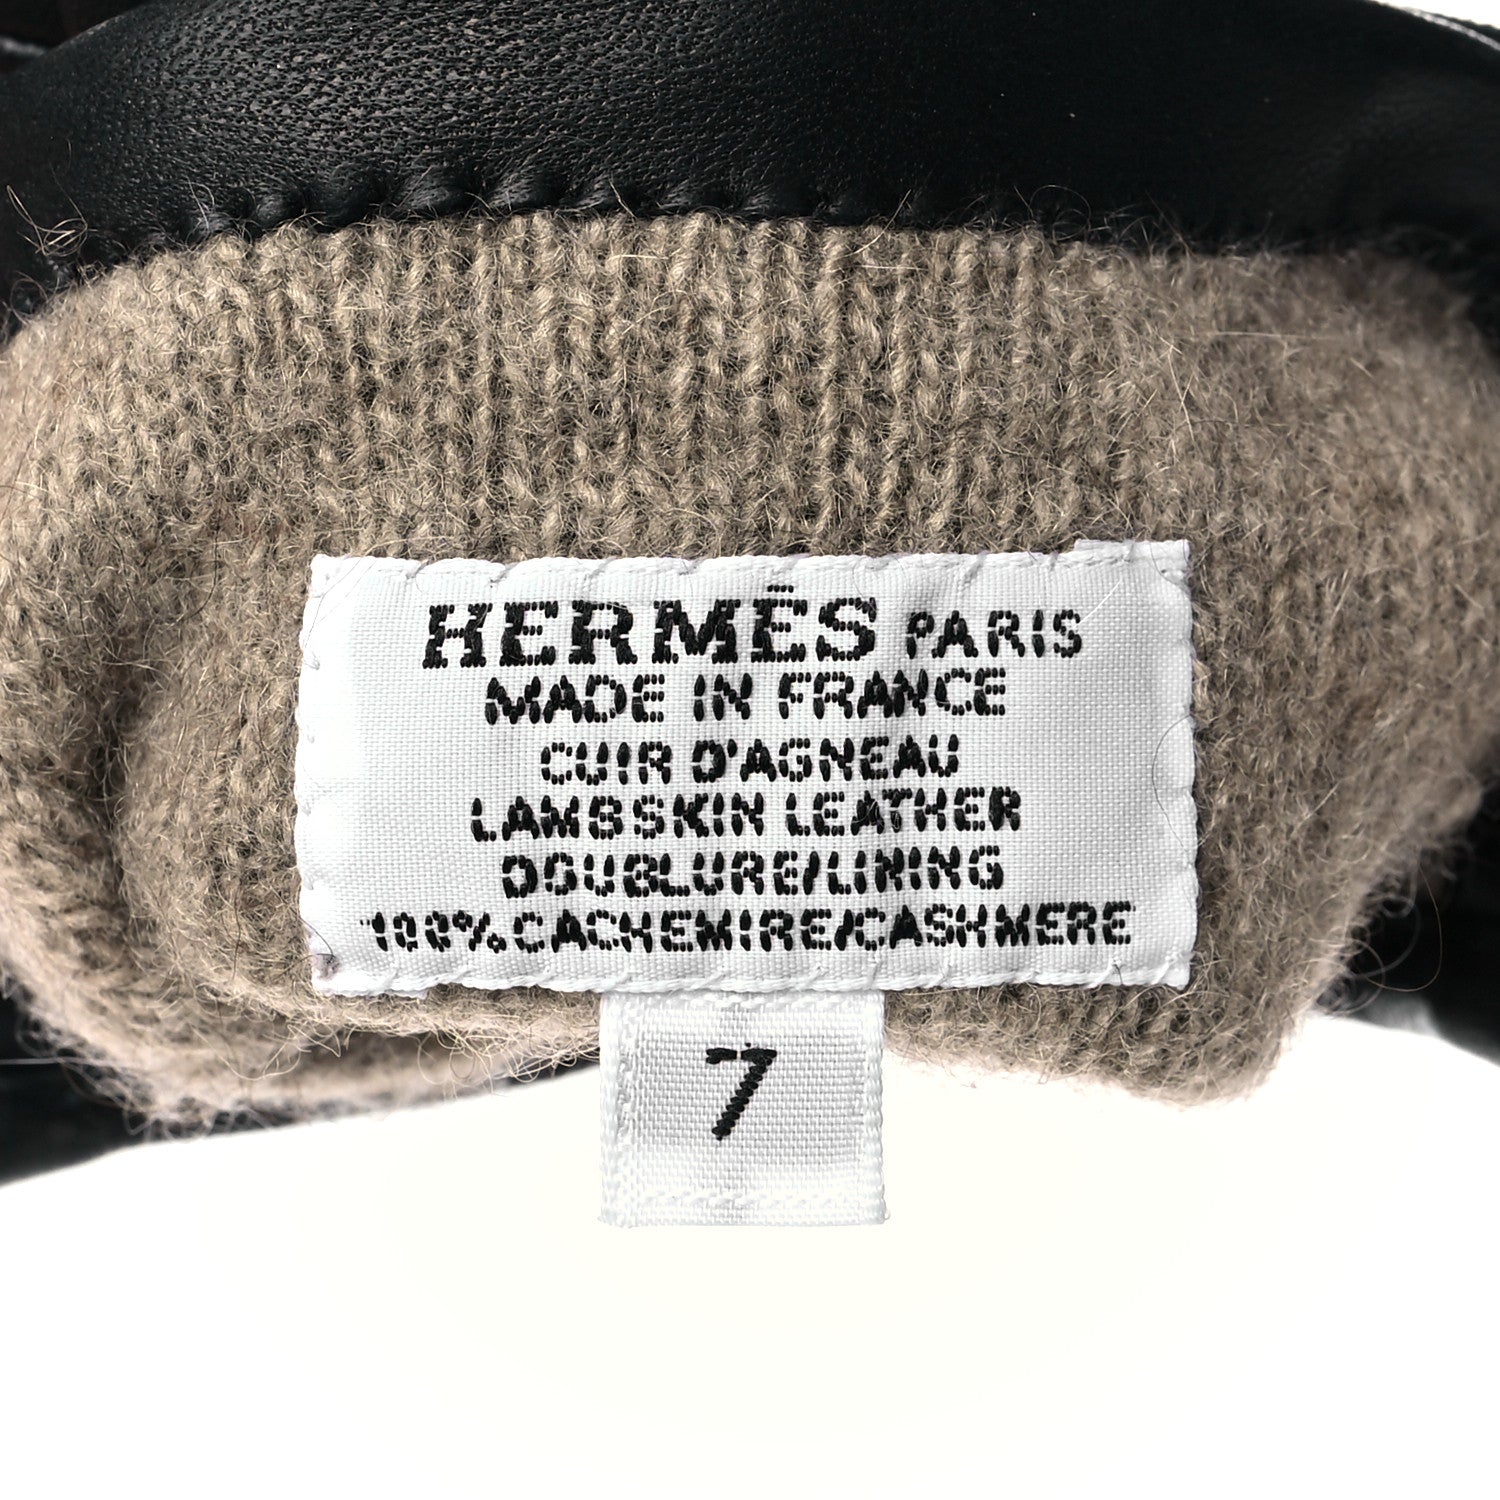 HERMÈS PARIS
MADE IN FRANCE
CUIR D'AGNEAU
LAMBSKIN LEATHER
DOUBLURE/LINING
100% CACHEMIRE/CASHMERE
7